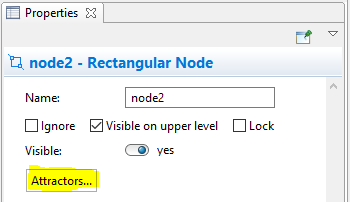 Properties
node2 - Rectangular Node
Name: node2
Ignore Visible on upper level Lock
Visible: yes
Attractors...